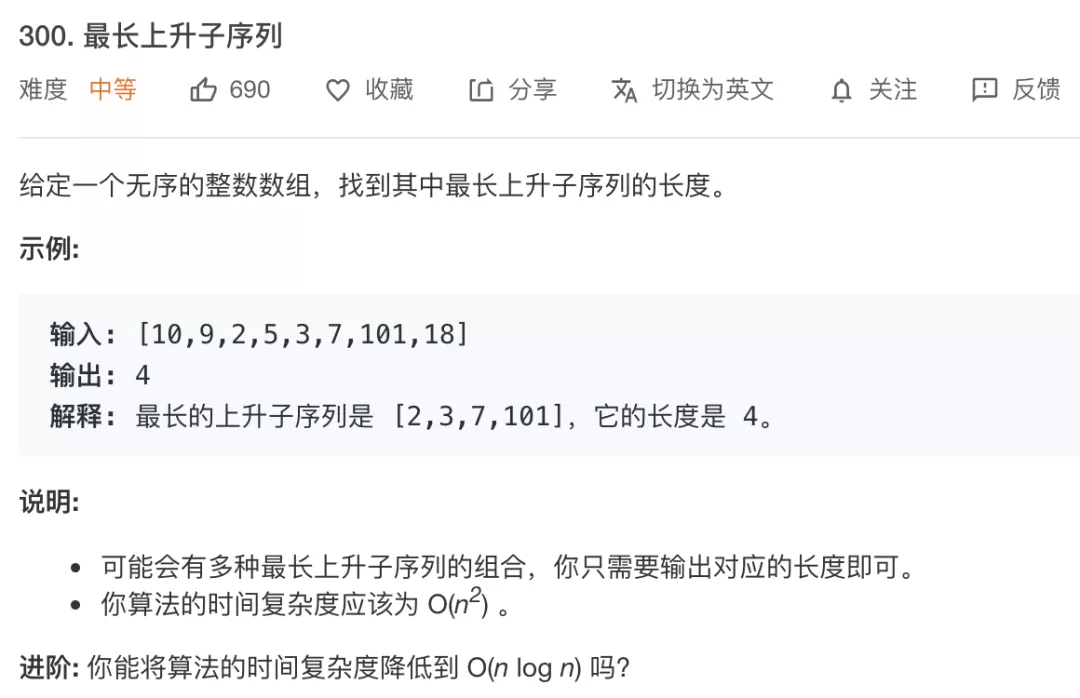 300. 最长上升子序列
难度 中等 690 收藏 分享 切换为英文 关注 反馈
给定一个无序的整数数组，找到其中最长上升子序列的长度。
示例:
输入: [10,9,2,5,3,7,101,18]
输出: 4
解释: 最长的上升子序列是 [2,3,7,101]，它的长度是 4。
说明:
• 可能会有多种最长上升子序列的组合，你只需要输出对应的长度即可。
• 你算法的时间复杂度应该为 O(n²) 。
进阶: 你能将算法的时间复杂度降低到 O(n log n) 吗?